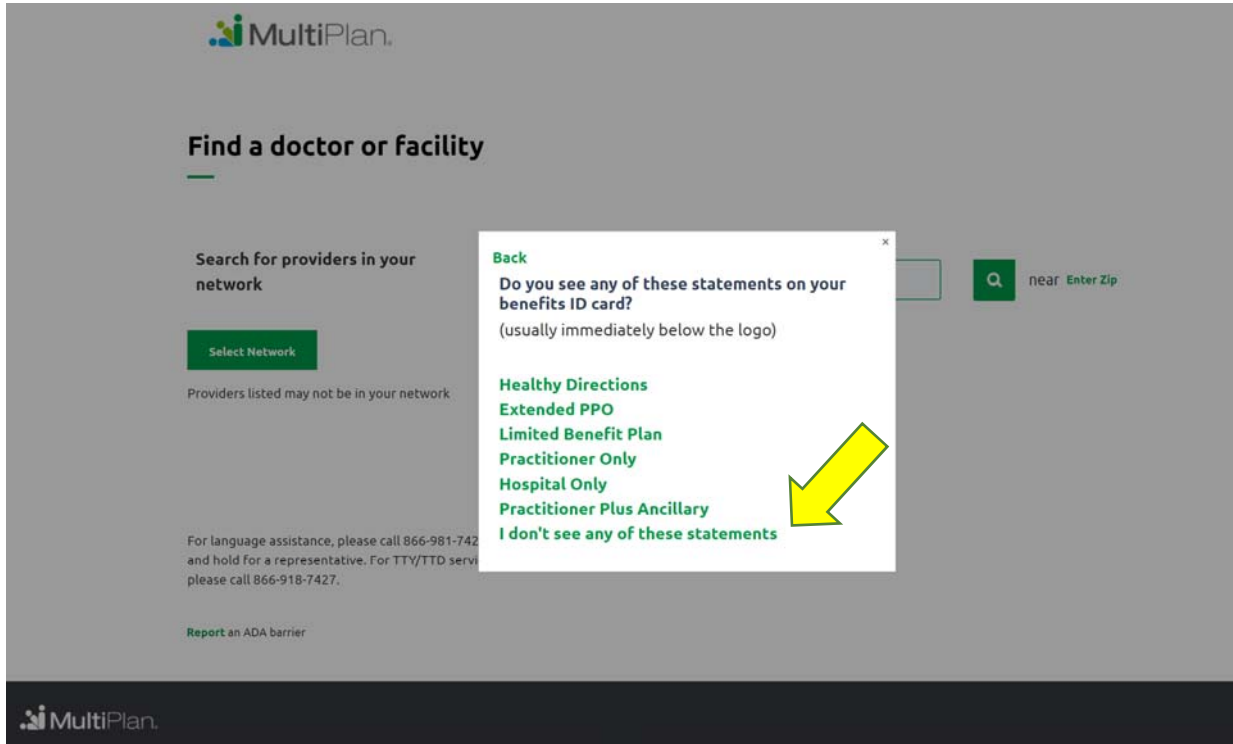 MultiPlan.
Find a doctor or facility
Search for providers in your
network
Select Network
Providers listed may not be in your network
×
Back
Do you see any of these statements on your
benefits ID card?
(usually immediately below the logo)
Healthy Directions
Extended PPO
Limited Benefit Plan
Practitioner Only
Hospital Only
Practitioner Plus Ancillary
I don't see any of these statements
near Enter Zip
For language assistance, please call 866-981-742
and hold for a representative. For TTY/TTD servi
please call 866-918-7427.
Report an ADA barrier
MultiPlan.